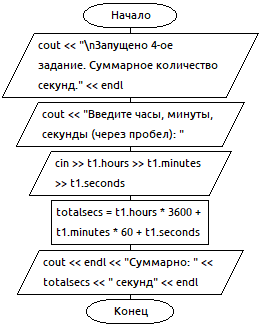 Начало
cout << "\nЗапущено 4-ое
задание. Суммарное количество
секунд." << endl
cout << "Введите часы, минуты,
секунды (через пробел): "
cin >> t1.hours >> t1.minutes
>> t1.seconds
totalsecs = t1.hours * 3600 +
t1.minutes * 60 + t1.seconds
cout << endl << "Суммарно: " <<
totalsecs << " секунд" << endl
Конец